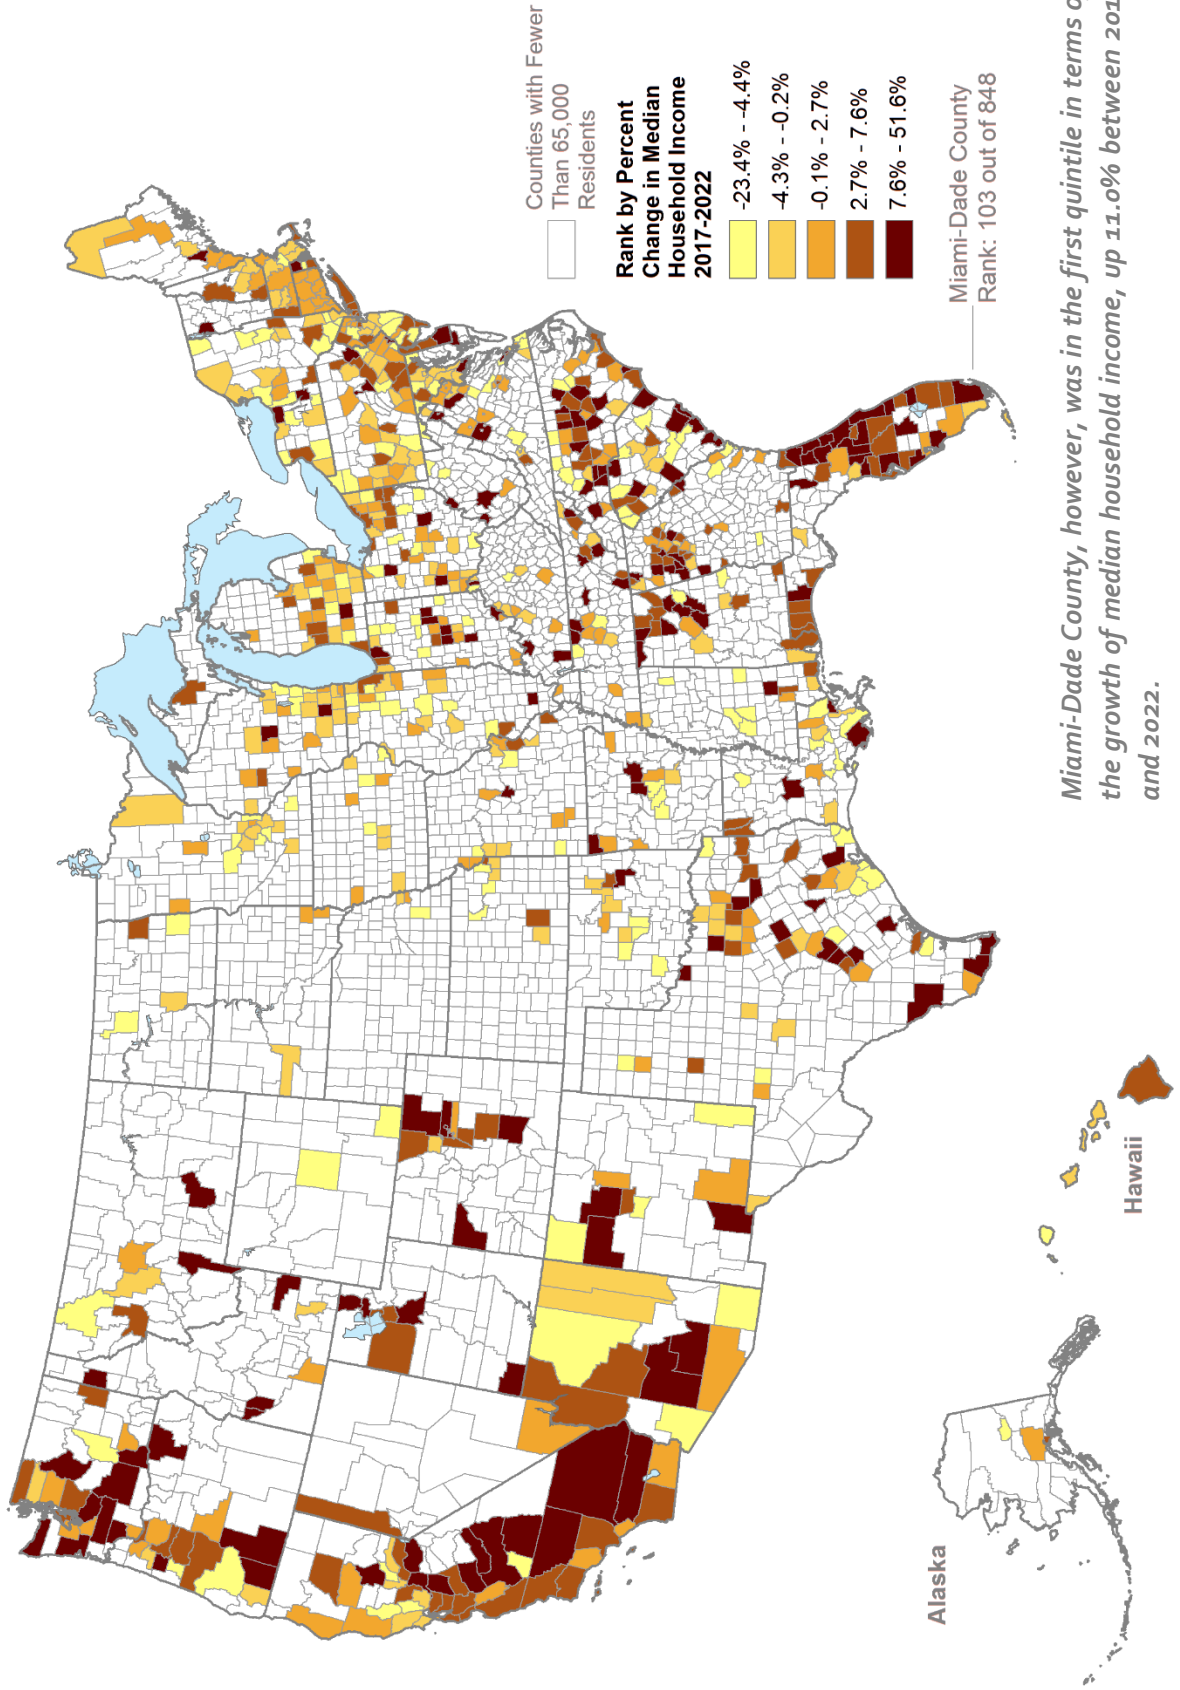 Counties with Fewer
Than 65,000
Residents
Rank by Percent
Change in Median
Household Income
2017-2022
-23.4% - -4.4%
-4.3% - -0.2%
-0.1% - 2.7%
2.7% - 7.6%
7.6% - 51.6%
Miami-Dade County
Rank: 103 out of 848
Alaska
Hawaii
Miami-Dade County, however, was in the first quintile in terms
the growth of median household income, up 11.0% between
and 2022.